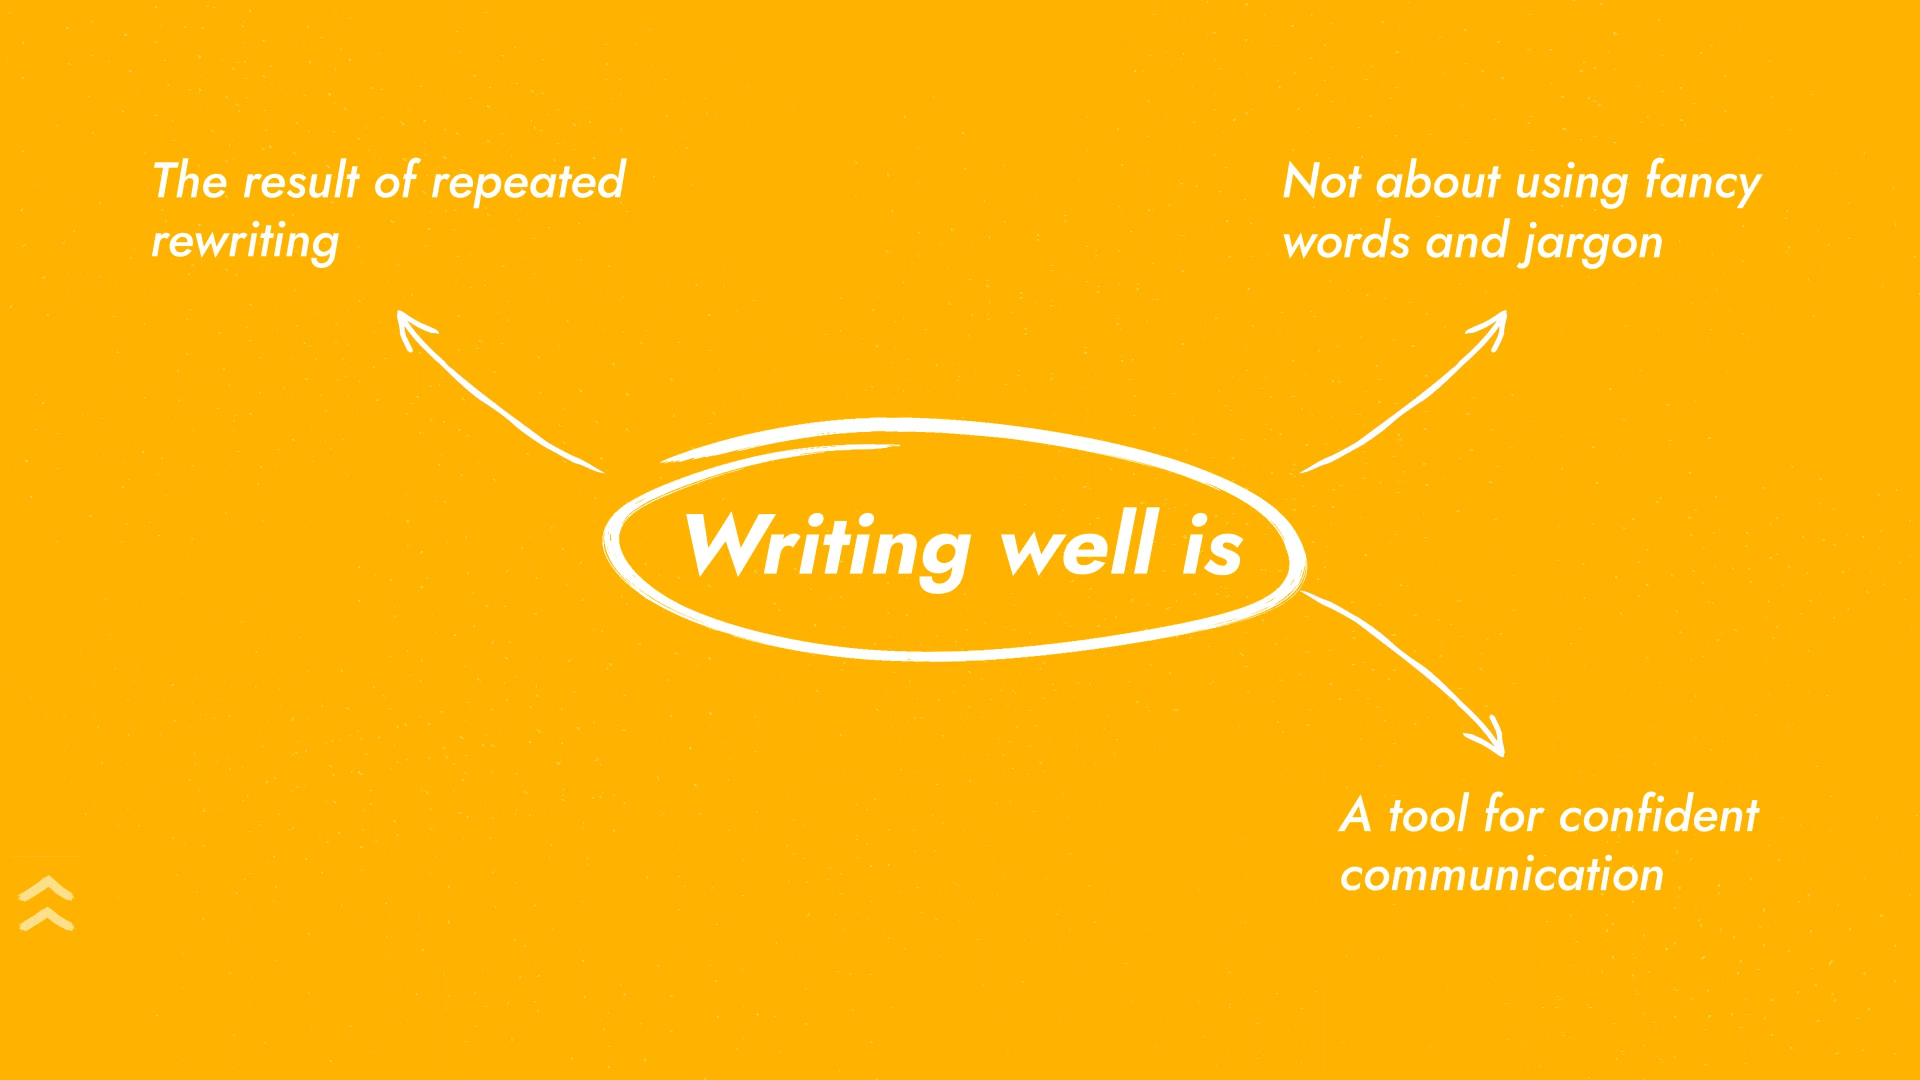 The result of repeated
rewriting
Not about using fancy
words and jargon
Writing well is
A tool for confident
communication